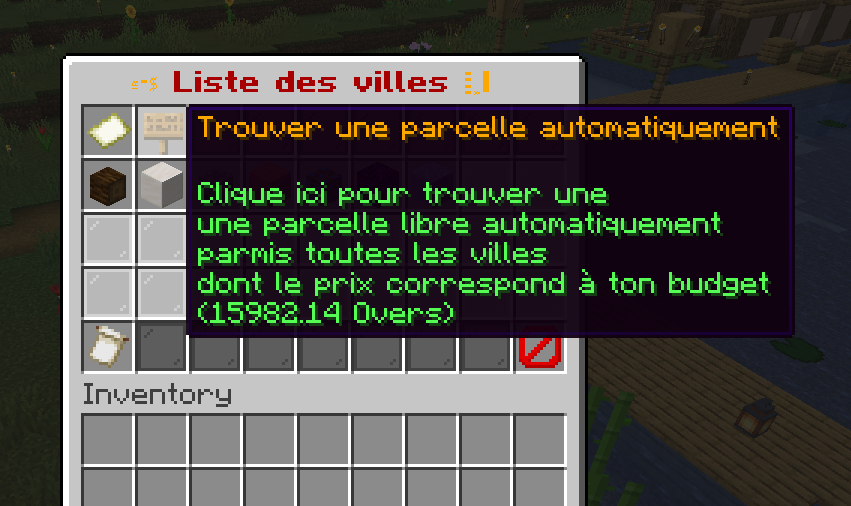 Liste des villes
Trouver une parcelle automatiquement
Clique ici pour trouver une
une parcelle libre automatiquement
parmis toutes les villes
dont le prix correspond à ton budget
(15982.14 Overs)
Inventory